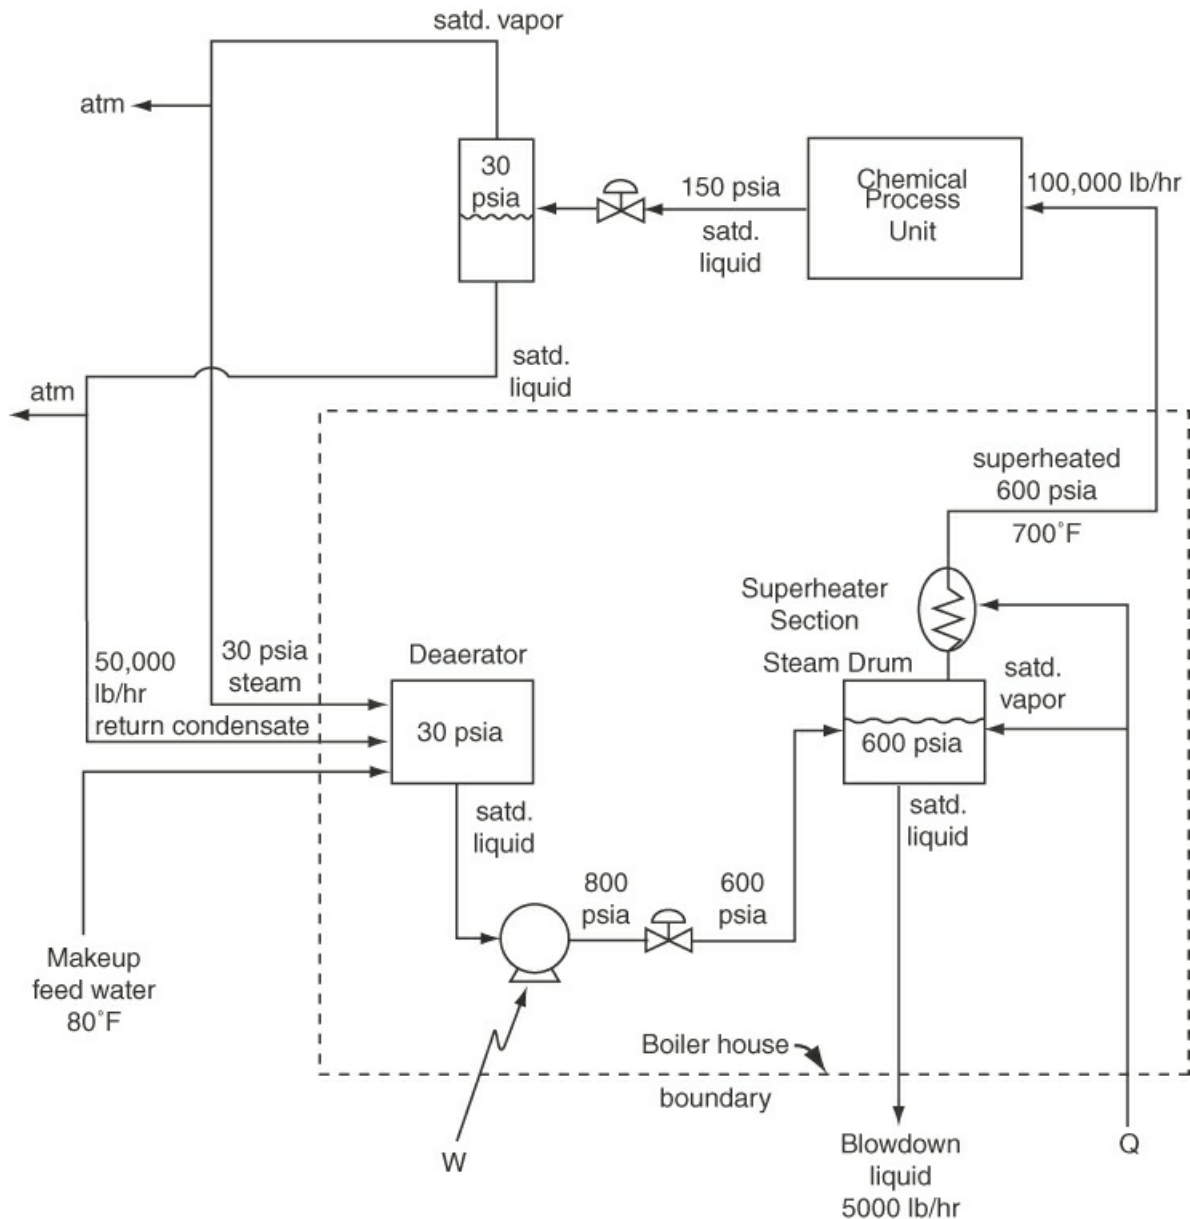 satd. vapor
atm
30
psia
150 psia
satd.
liquid
Chemical
Process
Unit
100,000 lb/hr
satd.
liquid
atm
superheated
600 psia
700˚F
Superheater
Section
50,000
lb/hr
return condensate
30 psia
steam
Deaerator
30 psia
Steam Drum
satd.
vapor
600 psia
satd.
liquid
satd.
liquid
800
psia
600
psia
Makeup
feed water
80˚F
Boiler house
boundary
W
Blowdown
liquid
5000 lb/hr
Q